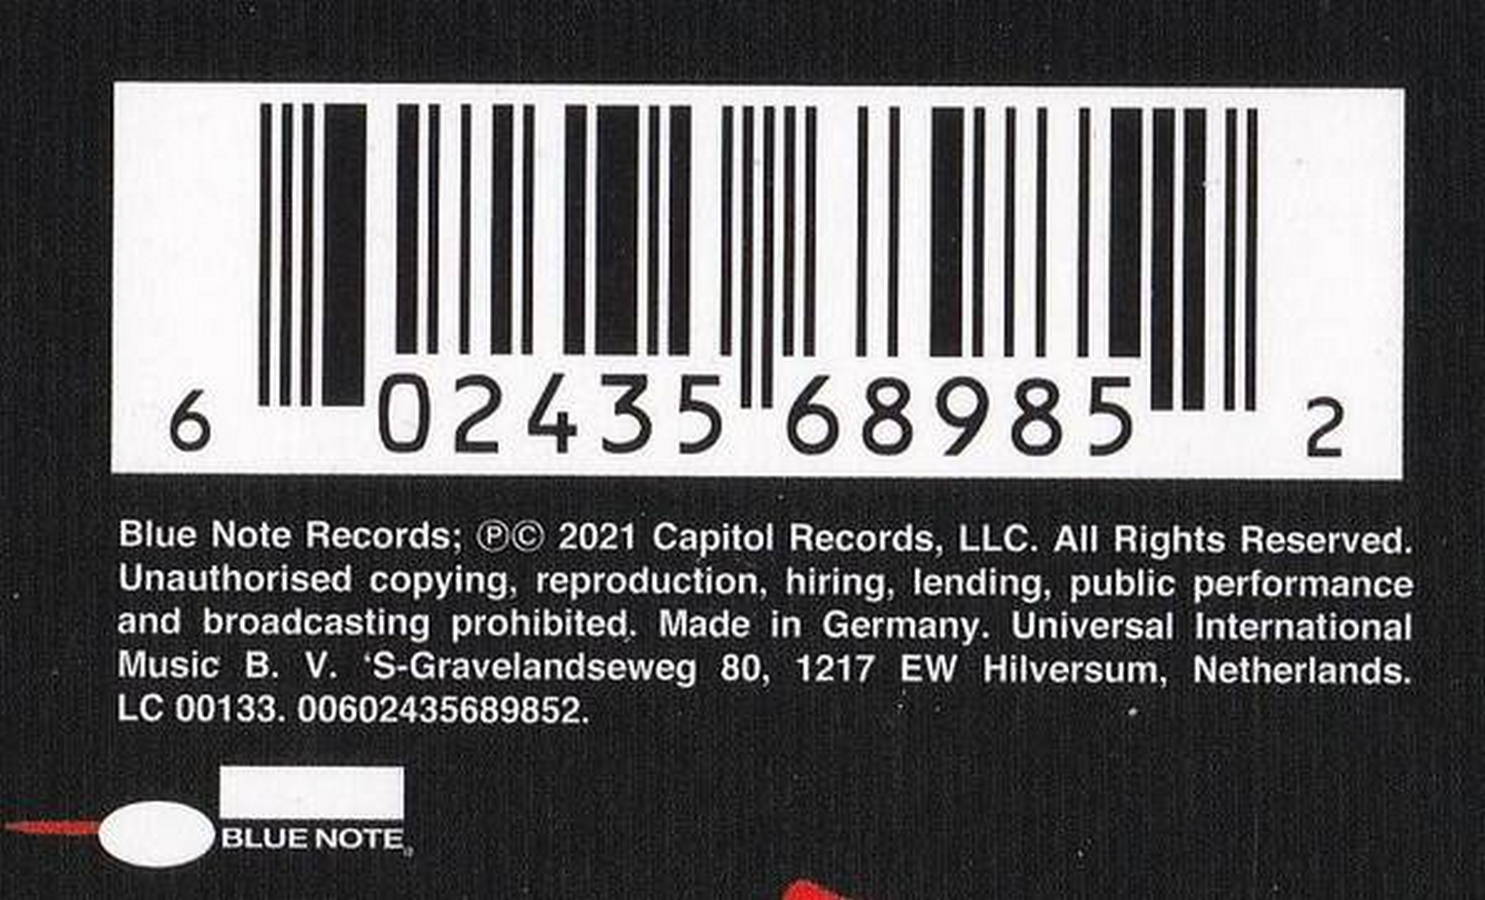 6 02435 68985 2
Blue Note Records; ℗© 2021 Capitol Records, LLC. All Rights Reserved.
Unauthorised copying, reproduction, hiring, lending, public performance
and broadcasting prohibited. Made in Germany. Universal International
Music B. V. ‘S-Gravelandseweg 80, 1217 EW Hilversum, Netherlands.
LC 00133. 00602435689852.
BLUE NOTE®